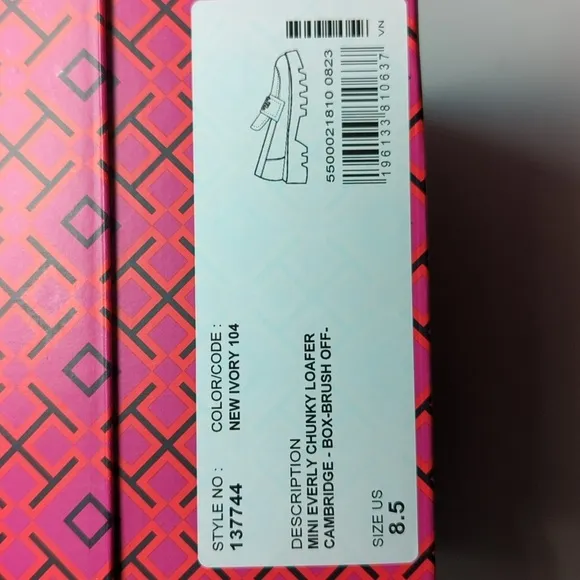 STYLE NO :
137744
COLOR/CODE :
NEW IVORY 104
DESCRIPTION
MINI EVERLY CHUNKY LOAFER
CAMBRIDGE - BOX-BRUSH OFF-
SIZE US
8.5
5500021810 0823
196133810637
VN